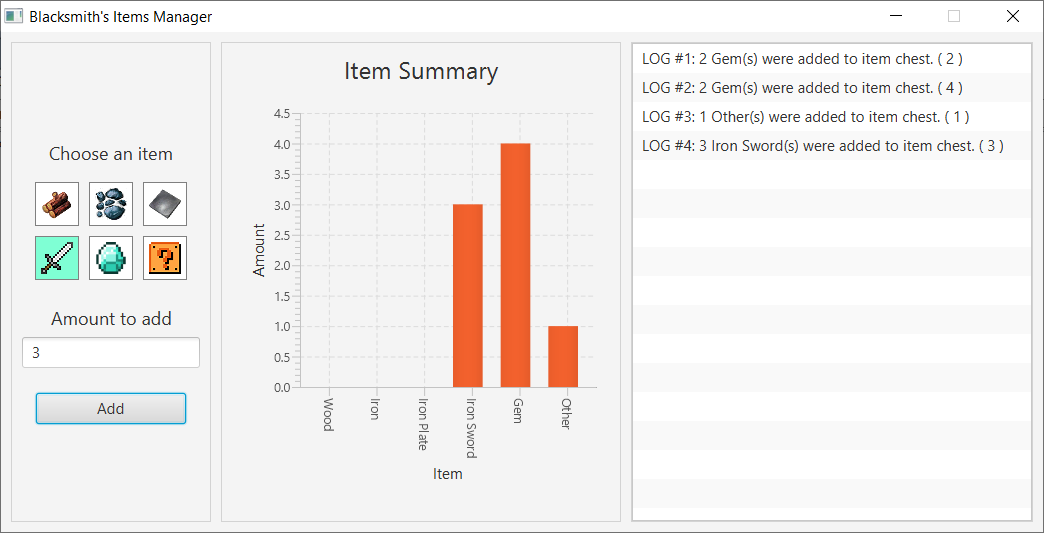 Blacksmith's Items Manager
Choose an item
?
Amount to add
3
Add
Item Summary
Amount
4.5
4.0
3.5
3.0
2.5
2.0
1.5
1.0
0.5
0.0
Wood
Iron
Iron Plate
Iron Sword
Gem
Other
Item
LOG #1: 2 Gem(s) were added to item chest. ( 2 )
LOG #2: 2 Gem(s) were added to item chest. ( 4 )
LOG #3: 1 Other(s) were added to item chest. ( 1 )
LOG #4: 3 Iron Sword(s) were added to item chest. ( 3 )